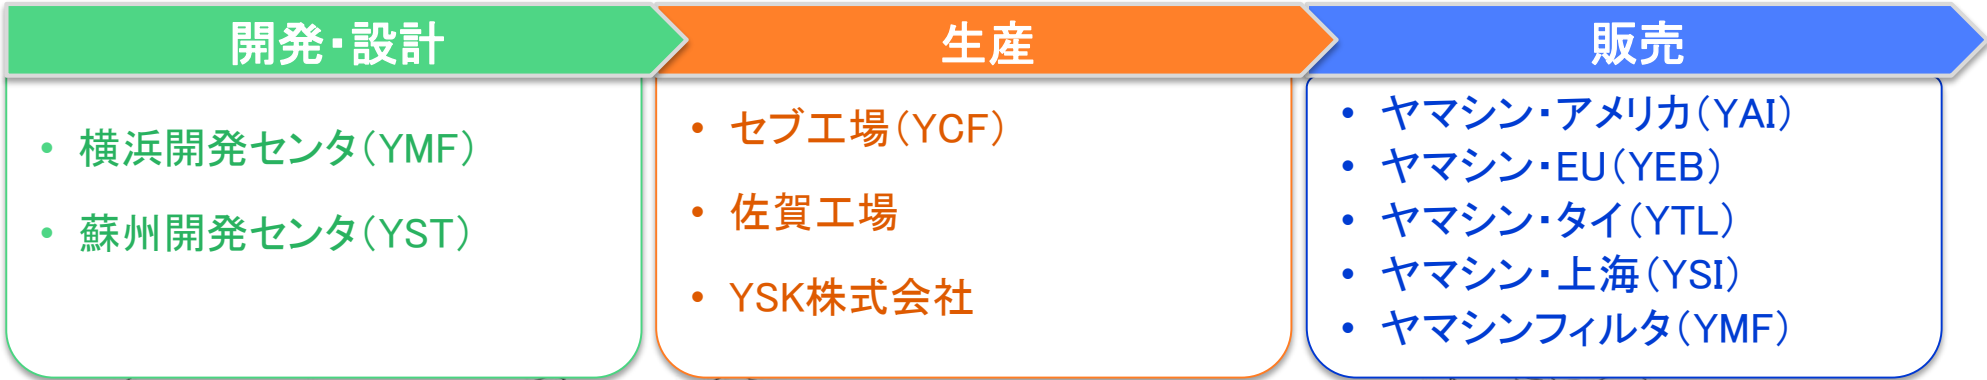 開発・設計
生産
販売
• 横浜開発センタ(YMF)
• 蘇州開発センタ(YST)
• セブ工場(YCF)
• 佐賀工場
• YSK株式会社
• ヤマシン・アメリカ(YAI)
• ヤマシン・EU(YEB)
• ヤマシン・タイ(YTL)
• ヤマシン・上海(YSI)
• ヤマシンフィルタ(YMF)